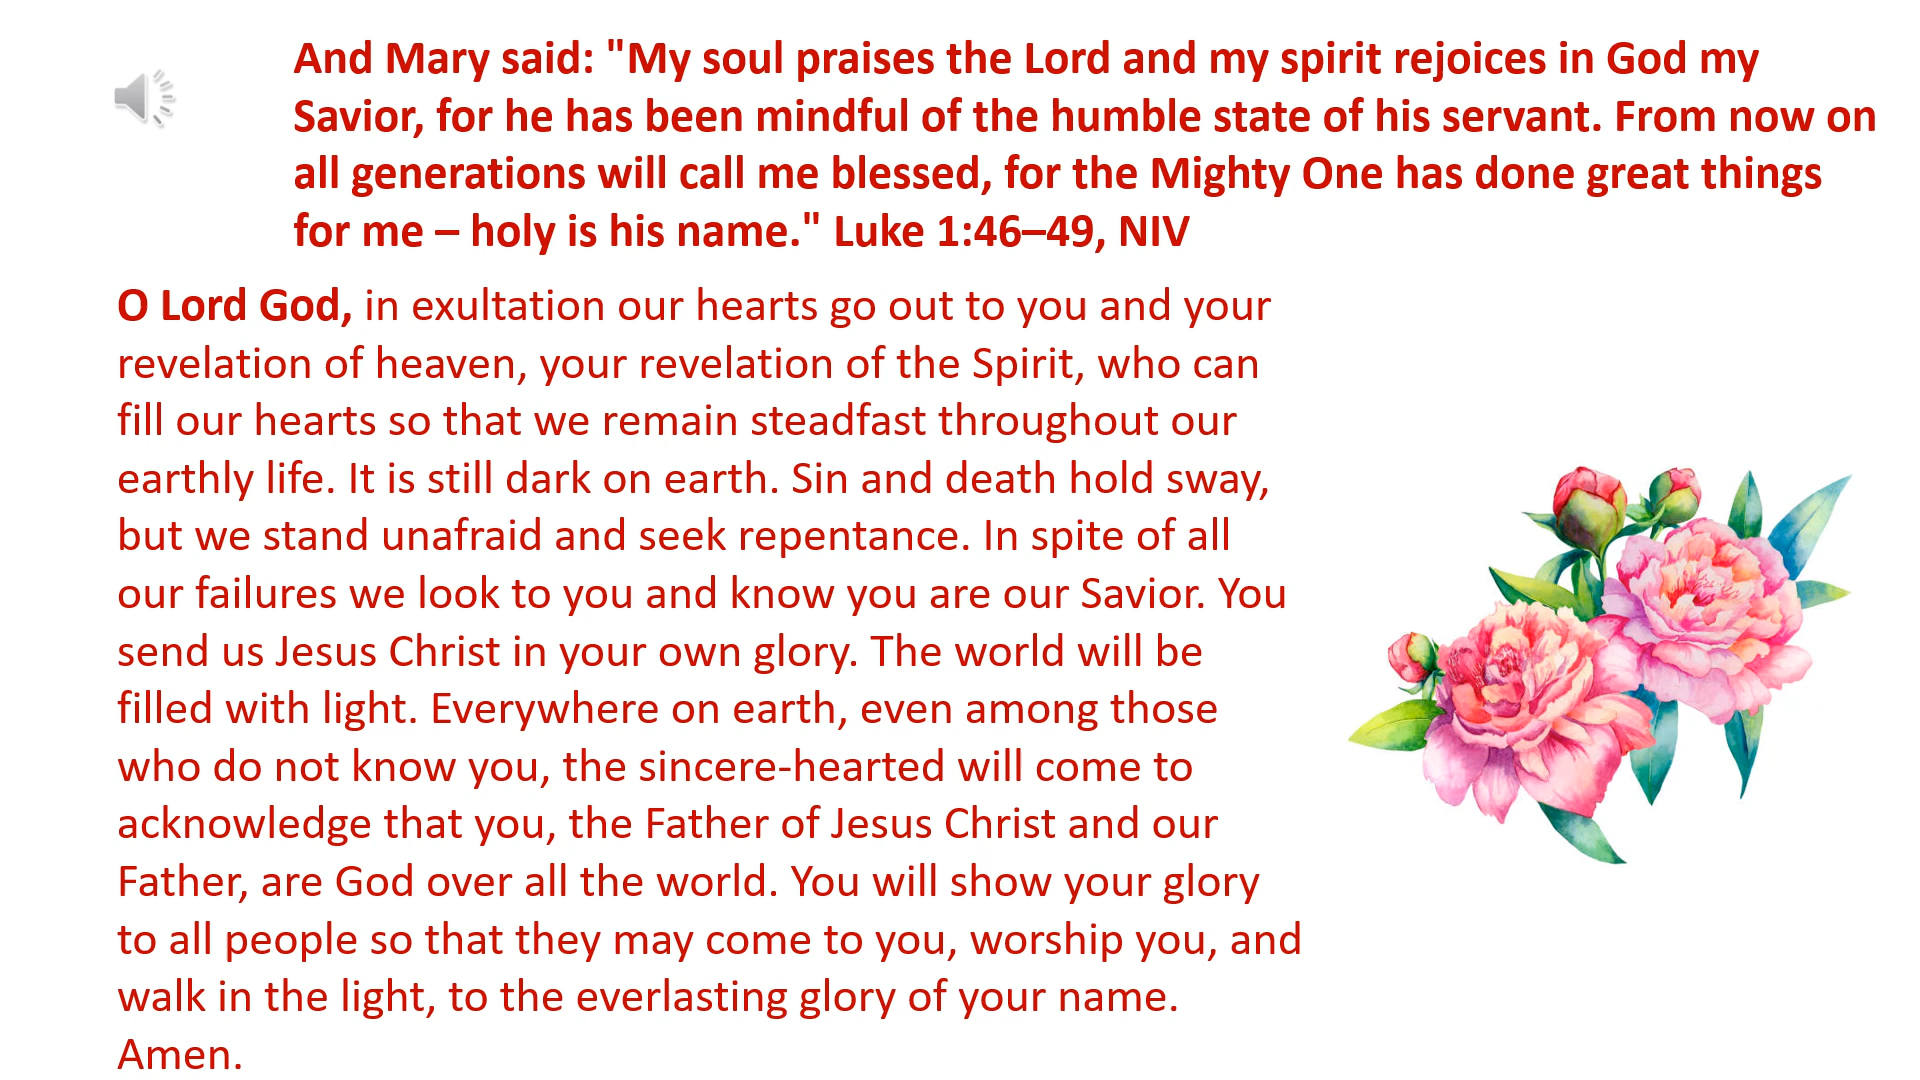 And Mary said: "My soul praises the Lord and my spirit rejoices in God my
Savior, for he has been mindful of the humble state of his servant. From now on
all generations will call me blessed, for the Mighty One has done great things
for me – holy is his name." Luke 1:46–49, NIV
O Lord God, in exultation our hearts go out to you and your
revelation of heaven, your revelation of the Spirit, who can
fill our hearts so that we remain steadfast throughout our
earthly life. It is still dark on earth. Sin and death hold sway,
but we stand unafraid and seek repentance. In spite of all
our failures we look to you and know you are our Savior. You
send us Jesus Christ in your own glory. The world will be
filled with light. Everywhere on earth, even among those
who do not know you, the sincere-hearted will come to
acknowledge that you, the Father of Jesus Christ and our
Father, are God over all the world. You will show your glory
to all people so that they may come to you, worship you, and
walk in the light, to the everlasting glory of your name.
Amen.